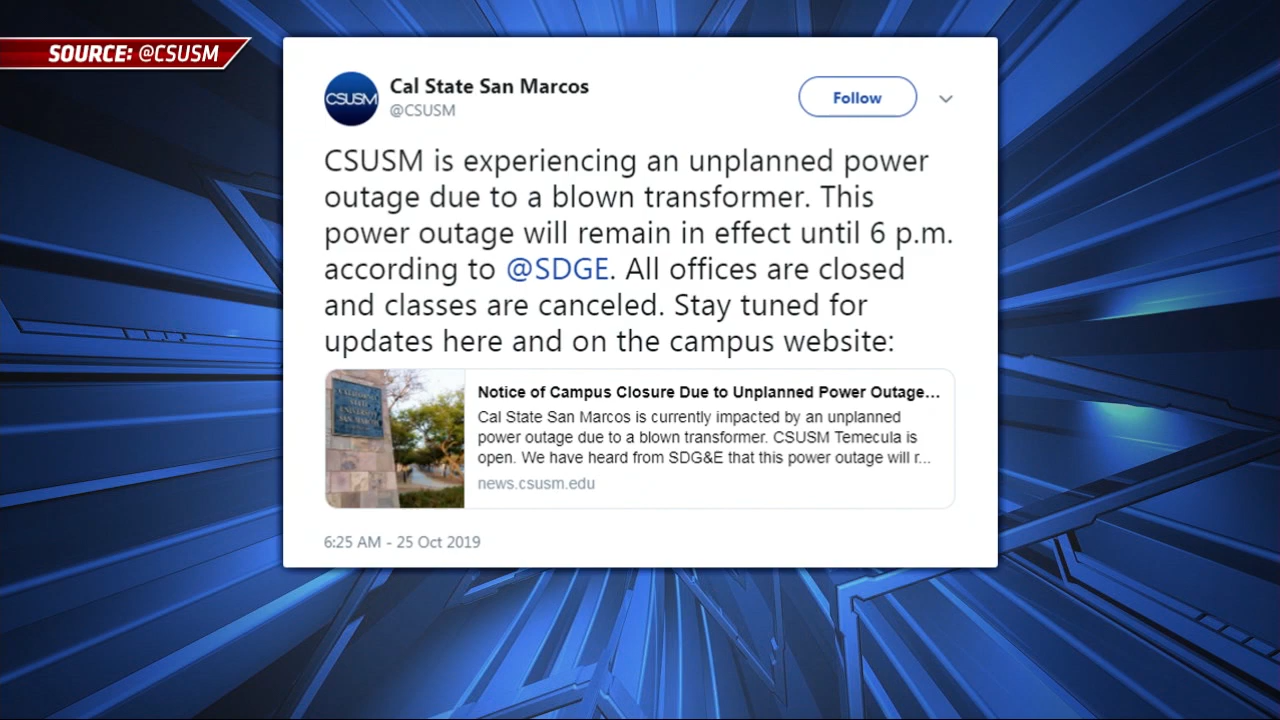 SOURCE: @CSUSM
CSUSM
Cal State San Marcos
@CSUSM
Follow
CSUSM is experiencing an unplanned power
outage due to a blown transformer. This
power outage will remain in effect until 6 p.m.
according to @SDGE. All offices are closed
and classes are canceled. Stay tuned for
updates here and on the campus website:
CALIFORNIA
STATE
UNIVERSITY
SAN MARCOS
Notice of Campus Closure Due to Unplanned Power Outage...
Cal State San Marcos is currently impacted by an unplanned
power outage due to a blown transformer. CSUSM Temecula is
open. We have heard from SDG&E that this power outage will r...
news.csusm.edu
6:25 AM - 25 Oct 2019